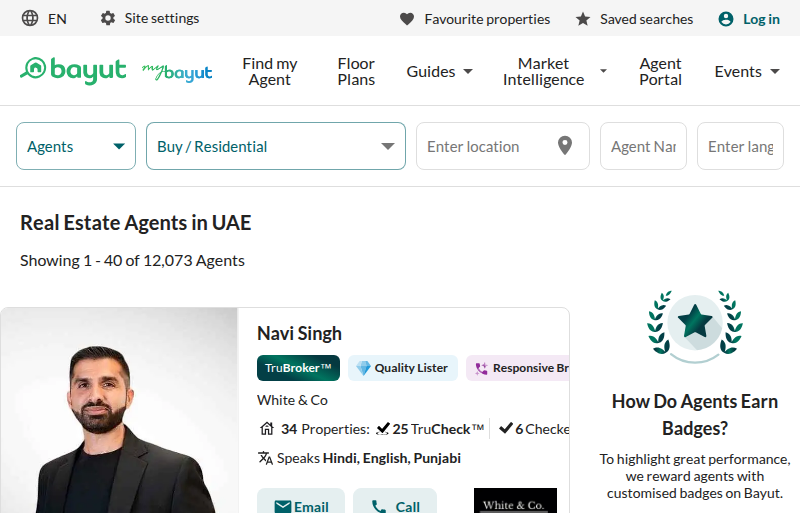 EN Site settings Favourite properties Saved searches Log in
bayut mybayut Find my Agent Floor Plans Guides Market Intelligence Agent Portal Events
Agents Buy / Residential Enter location Agent Nar Enter lang
Real Estate Agents in UAE
Showing 1 - 40 of 12,073 Agents
Navi Singh
TruBroker™ Quality Lister Responsive Br
White & Co
34 Properties: 25 TruCheck™ 6 Checke
Speaks Hindi, English, Punjabi
Email Call White & Co.
How Do Agents Earn
Badges?
To highlight great performance,
we reward agents with
customised badges on Bayut.